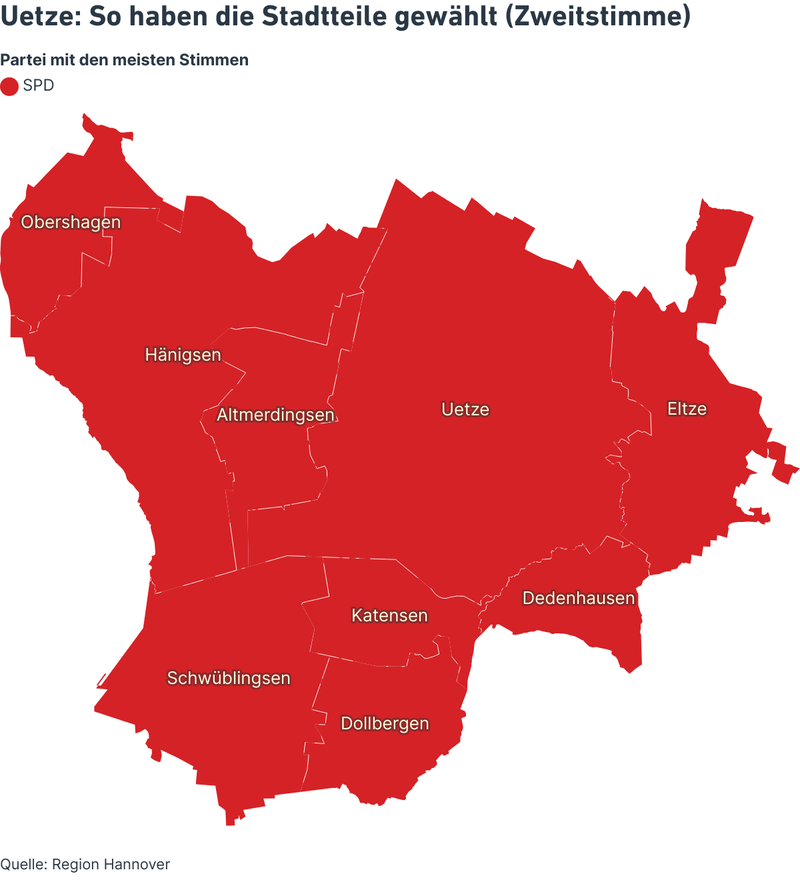 Uetze: So haben die Stadtteile gewählt (Zweitstimme)
Partei mit den meisten Stimmen
SPD
Obershagen
Hänigsen
Altmerdingsen
Uetze
Eltze
Dedenhausen
Katensen
Schwüblingsen
Dollbergen
Quelle: Region Hannover